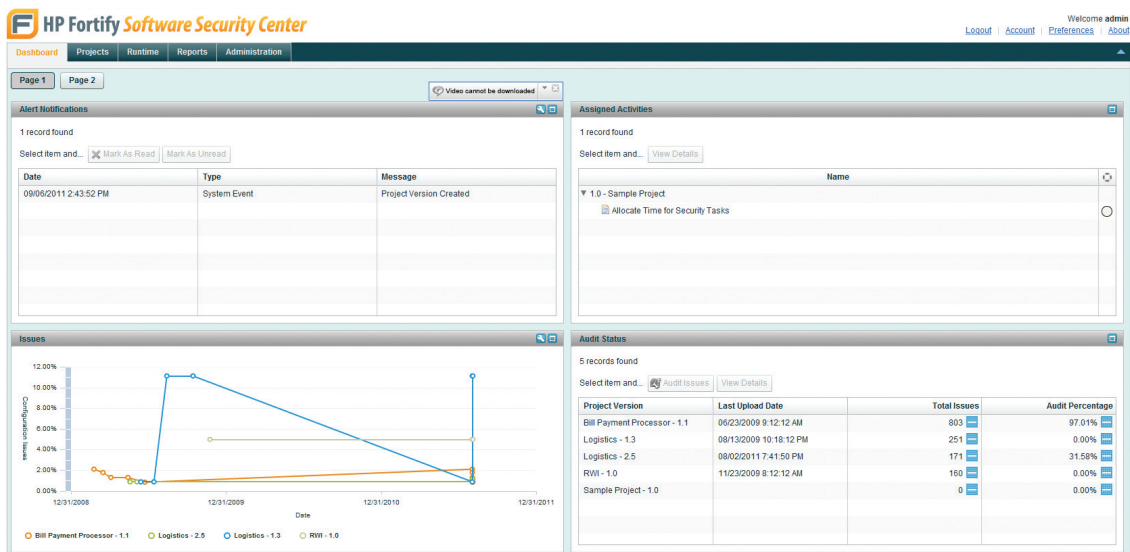 HP Fortify Software Security Center
Welcome admin
Logout | Account | Preferences | About
Dashboard Projects Runtime Reports Administration
Page 1 Page 2
Video cannot be downloaded
Alert Notifications
1 record found
Select item and... Mark As Read Mark As Unread
Date Type Message
09/06/2011 2:43:52 PM System Event Project Version Created
Assigned Activities
1 record found
Select item and... View Details
Name
1.0 - Sample Project
Allocate Time for Security Tasks
Issues
12.00%
10.00%
8.00%
6.00%
4.00%
2.00%
0.00%
Configuration Issues
12/31/2008 12/31/2009 12/31/2010 12/31/2011
Date
Bill Payment Processor - 1.1 Logistics - 2.5 Logistics - 1.3 RWI - 1.0
Audit Status
5 records found
Select item and... Audit Issues View Details
Project Version Last Upload Date Total Issues Audit Percentage
Bill Payment Processor - 1.1 06/23/2009 9:12:12 AM 803 97.01%
Logistics - 1.3 08/13/2009 10:18:12 PM 251 0.00%
Logistics - 2.5 08/02/2011 7:41:50 PM 171 31.58%
RWI - 1.0 11/23/2009 8:12:12 AM 160 0.00%
Sample Project - 1.0 0 0.00%